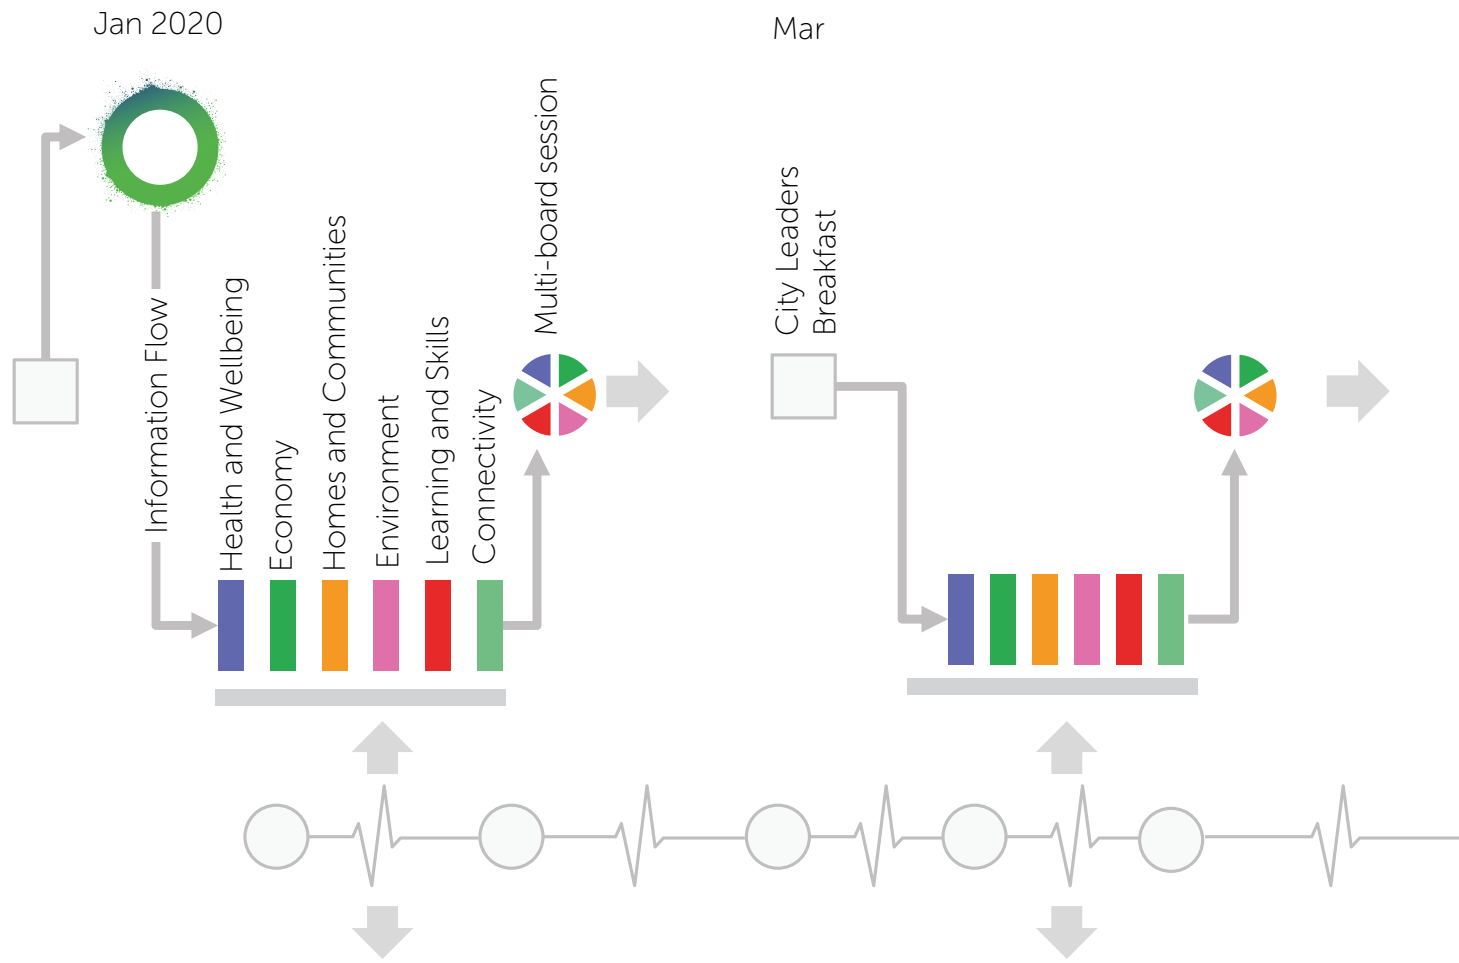 Jan 2020
Mar
Information Flow
Health and Wellbeing
Economy
Homes and Communities
Environment
Learning and Skills
Connectivity
Multi-board session
City Leaders
Breakfast